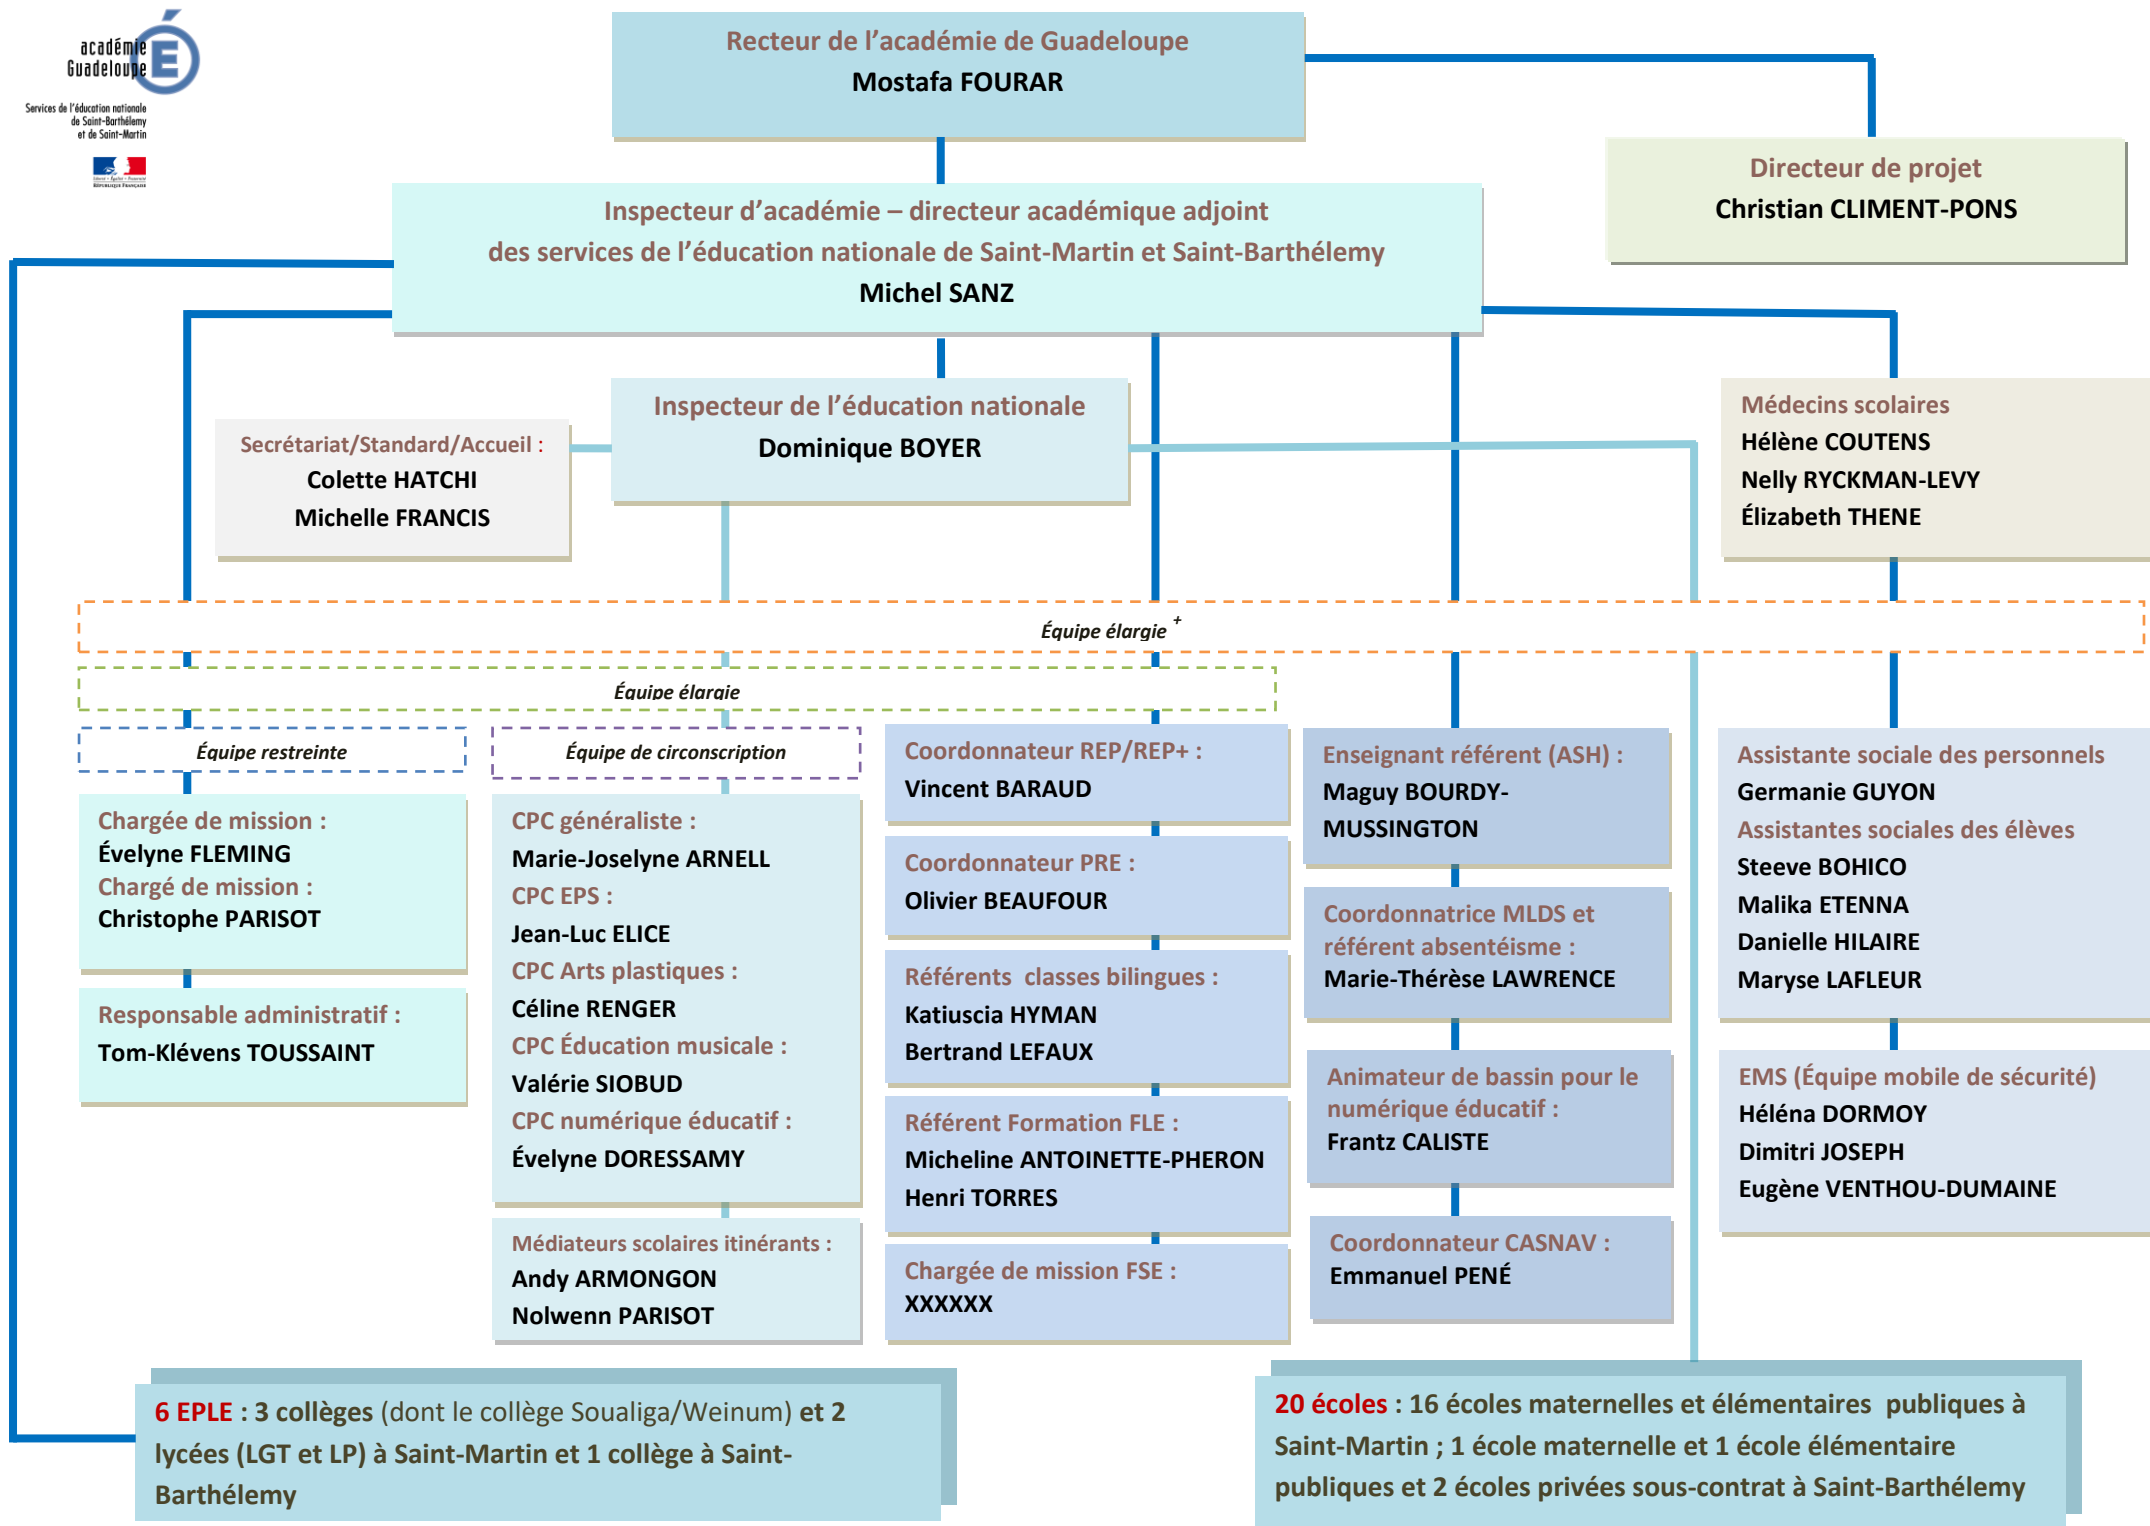 académie
Guadeloupe
Services de l'éducation nationale
de Saint-Barthélemy
et de Saint-Martin
Liberté • Égalité • Fraternité
RÉPUBLIQUE FRANÇAISE
Recteur de l'académie de Guadeloupe
Mostafa FOURAR
Directeur de projet
Christian CLIMENT-PONS
Inspecteur d'académie – directeur académique adjoint
des services de l'éducation nationale de Saint-Martin et Saint-Barthélemy
Michel SANZ
Inspecteur de l'éducation nationale
Dominique BOYER
Secrétariat/Standard/Accueil :
Colette HATCHI
Michelle FRANCIS
Médecins scolaires
Hélène COUTENS
Nelly RYCKMAN-LEVY
Élizabeth THENE
Équipe élargie +
Équipe élargie
Équipe restreinte
Chargée de mission :
Évelyne FLEMING
Chargé de mission :
Christophe PARISOT
Responsable administratif :
Tom-Klévens TOUSSAINT
Équipe de circonscription
CPC généraliste :
Marie-Joselyne ARNELL
CPC EPS :
Jean-Luc ELICE
CPC Arts plastiques :
Céline RENGER
CPC Éducation musicale :
Valérie SIOBUD
CPC numérique éducatif :
Évelyne DORESSAMY
Médiateurs scolaires itinérants :
Andy ARMONGON
Nolwenn PARISOT
Coordonnateur REP/REP+ :
Vincent BARAUD
Coordonnateur PRE :
Olivier BEAUFOUR
Référents  classes bilingues :
Katiuscia HYMAN
Bertrand LEFAUX
Référent Formation FLE :
Micheline ANTOINETTE-PHERON
Henri TORRES
Chargée de mission FSE :
XXXXXX
Enseignant référent (ASH) :
Maguy BOURDY-
MUSSINGTON
Coordonnatrice MLDS et
référent absentéisme :
Marie-Thérèse LAWRENCE
Animateur de bassin pour le
numérique éducatif :
Frantz CALISTE
Coordonnateur CASNAV :
Emmanuel PENÉ
Assistante sociale des personnels
Germanie GUYON
Assistantes sociales des élèves
Steeve BOHICO
Malika ETENNA
Danielle HILAIRE
Maryse LAFLEUR
EMS (Équipe mobile de sécurité)
Héléna DORMOY
Dimitri JOSEPH
Eugène VENTHOU-DUMAINE
6 EPLE : 3 collèges (dont le collège Soualiga/Weinum) et 2
lycées (LGT et LP) à Saint-Martin et 1 collège à Saint-
Barthélemy
20 écoles : 16 écoles maternelles et élémentaires  publiques à
Saint-Martin ; 1 école maternelle et 1 école élémentaire
publiques et 2 écoles privées sous-contrat à Saint-Barthélemy